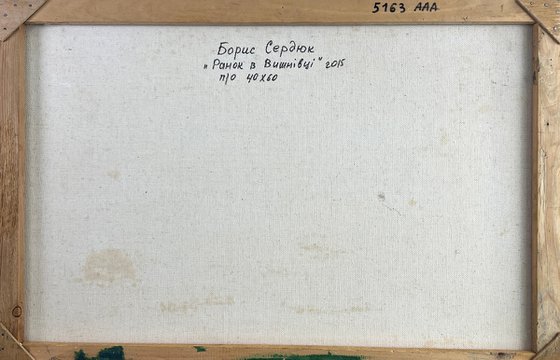 5163 AAA
Борис Сердюк
"Ранок в Вишнівці" 2015
п/о 40х60